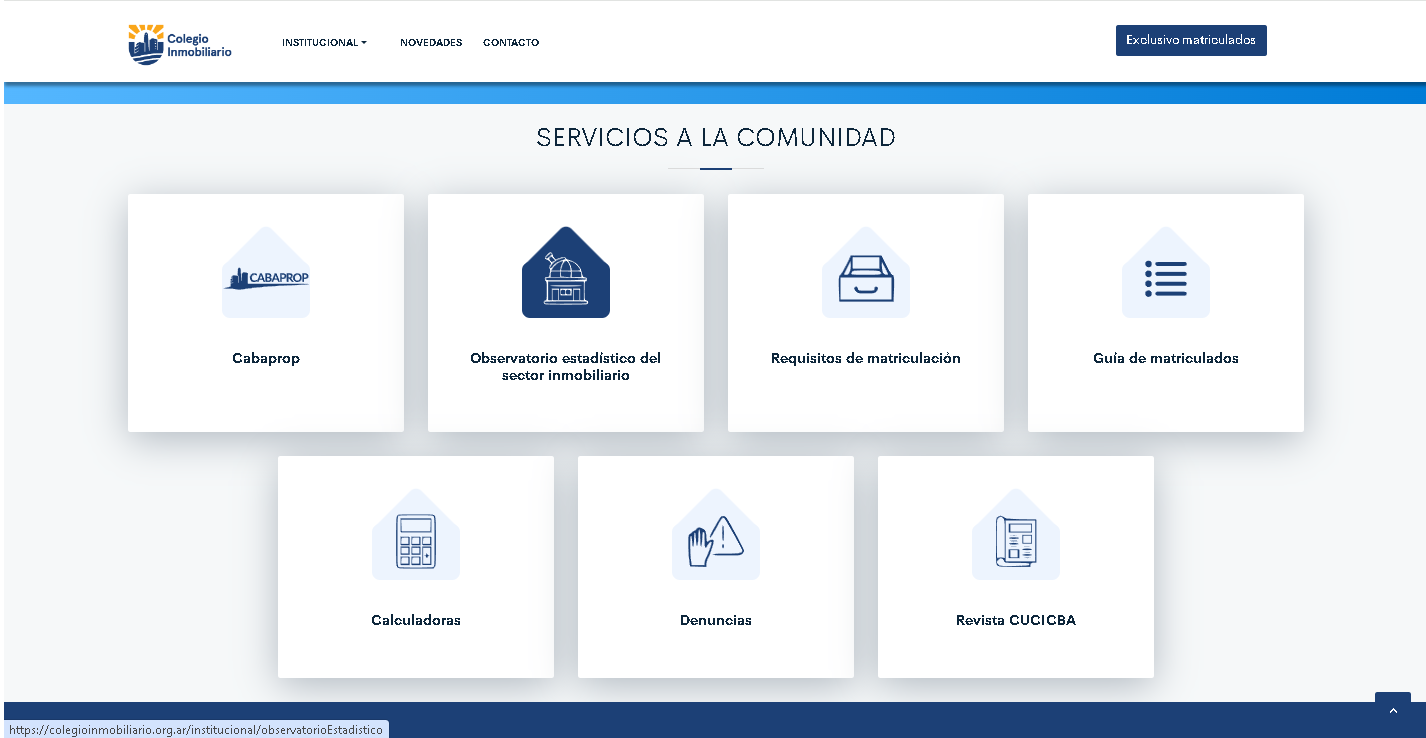 Colegio
Inmobiliario
INSTITUCIONAL
NOVEDADES
CONTACTO
Exclusivo matriculados
SERVICIOS A LA COMUNIDAD
CABAPROP
Cabaprop
Observatorio estadístico del
sector inmobiliario
Requisitos de matriculación
Guía de matriculados
Calculadoras
Denuncias
Revista CUCICBA
https://colegioinmobiliario.org.ar/institucional/observatorioEstadistico